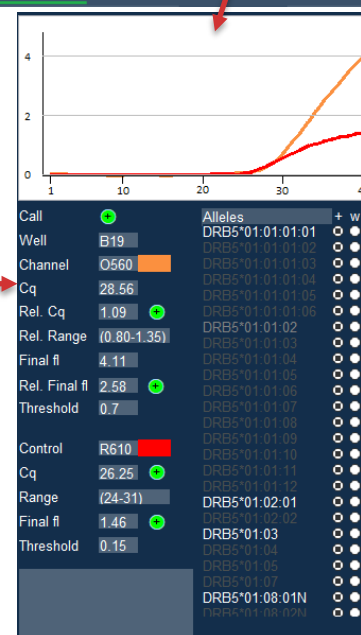 4
2
0
1 10 20 30 4
Call
Well B19
Channel O560
Cq 28.56
Rel. Cq 1.09
Rel. Range (0.80-1.35)
Final fl 4.11
Rel. Final fl 2.58
Threshold 0.7
Control R610
Cq 26.25
Range (24-31)
Final fl 1.46
Threshold 0.15
Alleles + w
DRB5*01:01:01:01
DRB5*01:01:01:02
DRB5*01:01:01:03
DRB5*01:01:01:04
DRB5*01:01:01:05
DRB5*01:01:01:06
DRB5*01:01:02
DRB5*01:01:03
DRB5*01:01:04
DRB5*01:01:05
DRB5*01:01:06
DRB5*01:01:07
DRB5*01:01:08
DRB5*01:01:09
DRB5*01:01:10
DRB5*01:01:11
DRB5*01:01:12
DRB5*01:02:01
DRB5*01:02:02
DRB5*01:03
DRB5*01:04
DRB5*01:05
DRB5*01:07
DRB5*01:08:01N
DRB5*01:08:02N